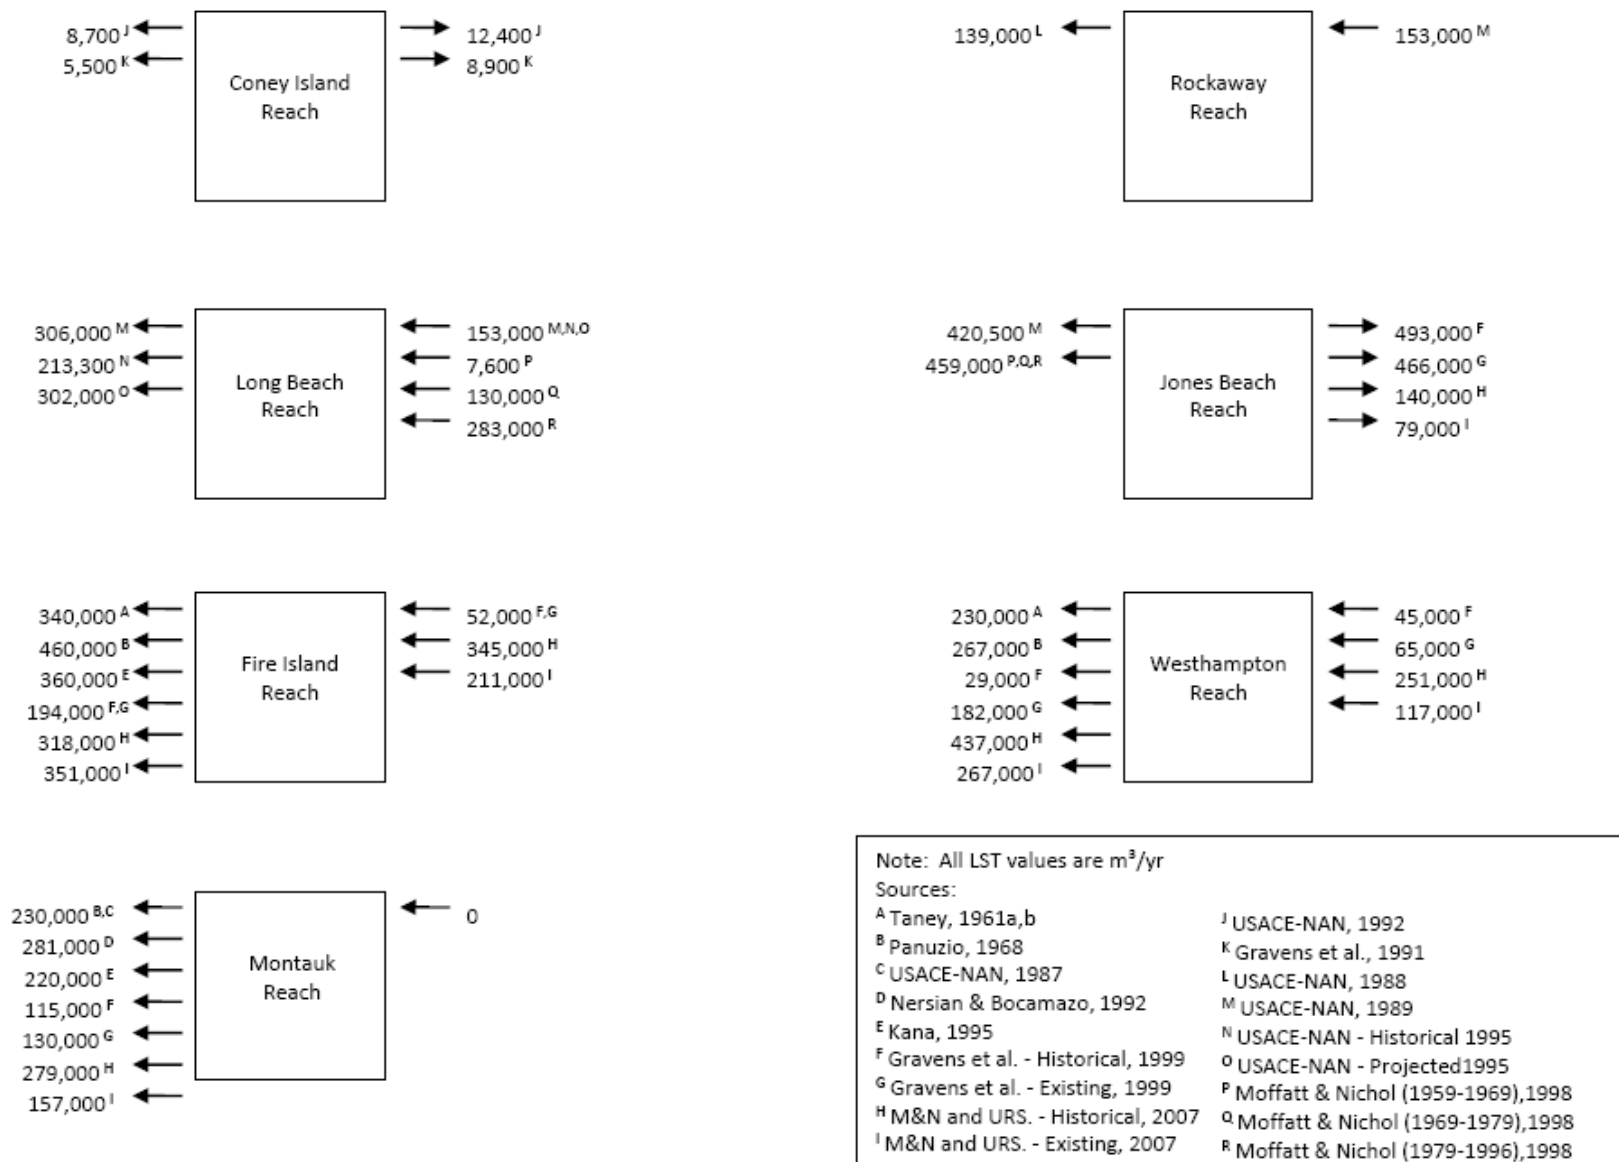 8,700 J
5,500 K
Coney Island
Reach
12,400 J
8,900 K
139,000 L
Rockaway
Reach
153,000 M
306,000 M
213,300 N
302,000 O
Long Beach
Reach
153,000 M,N,O
7,600 P
130,000 Q
283,000 R
420,500 M
459,000 P,Q,R
Jones Beach
Reach
493,000 F
466,000 G
140,000 H
79,000 I
340,000 A
460,000 B
360,000 E
194,000 F,G
318,000 H
351,000 I
Fire Island
Reach
52,000 F,G
345,000 H
211,000 I
230,000 A
267,000 B
29,000 F
182,000 G
437,000 H
267,000 I
Westhampton
Reach
45,000 F
65,000 G
251,000 H
117,000 I
230,000 B,C
281,000 D
220,000 E
115,000 F
130,000 G
279,000 H
157,000 I
Montauk
Reach
0
Note: All LST values are m³/yr
Sources:
A Taney, 1961a,b
B Panuzio, 1968
C USACE-NAN, 1987
D Nersian & Bocamazo, 1992
E Kana, 1995
F Gravens et al. - Historical, 1999
G Gravens et al. - Existing, 1999
H M&N and URS. - Historical, 2007
I M&N and URS. - Existing, 2007
J USACE-NAN, 1992
K Gravens et al., 1991
L USACE-NAN, 1988
M USACE-NAN, 1989
N USACE-NAN - Historical 1995
O USACE-NAN - Projected1995
P Moffatt & Nichol (1959-1969),1998
Q Moffatt & Nichol (1969-1979),1998
R Moffatt & Nichol (1979-1996),1998